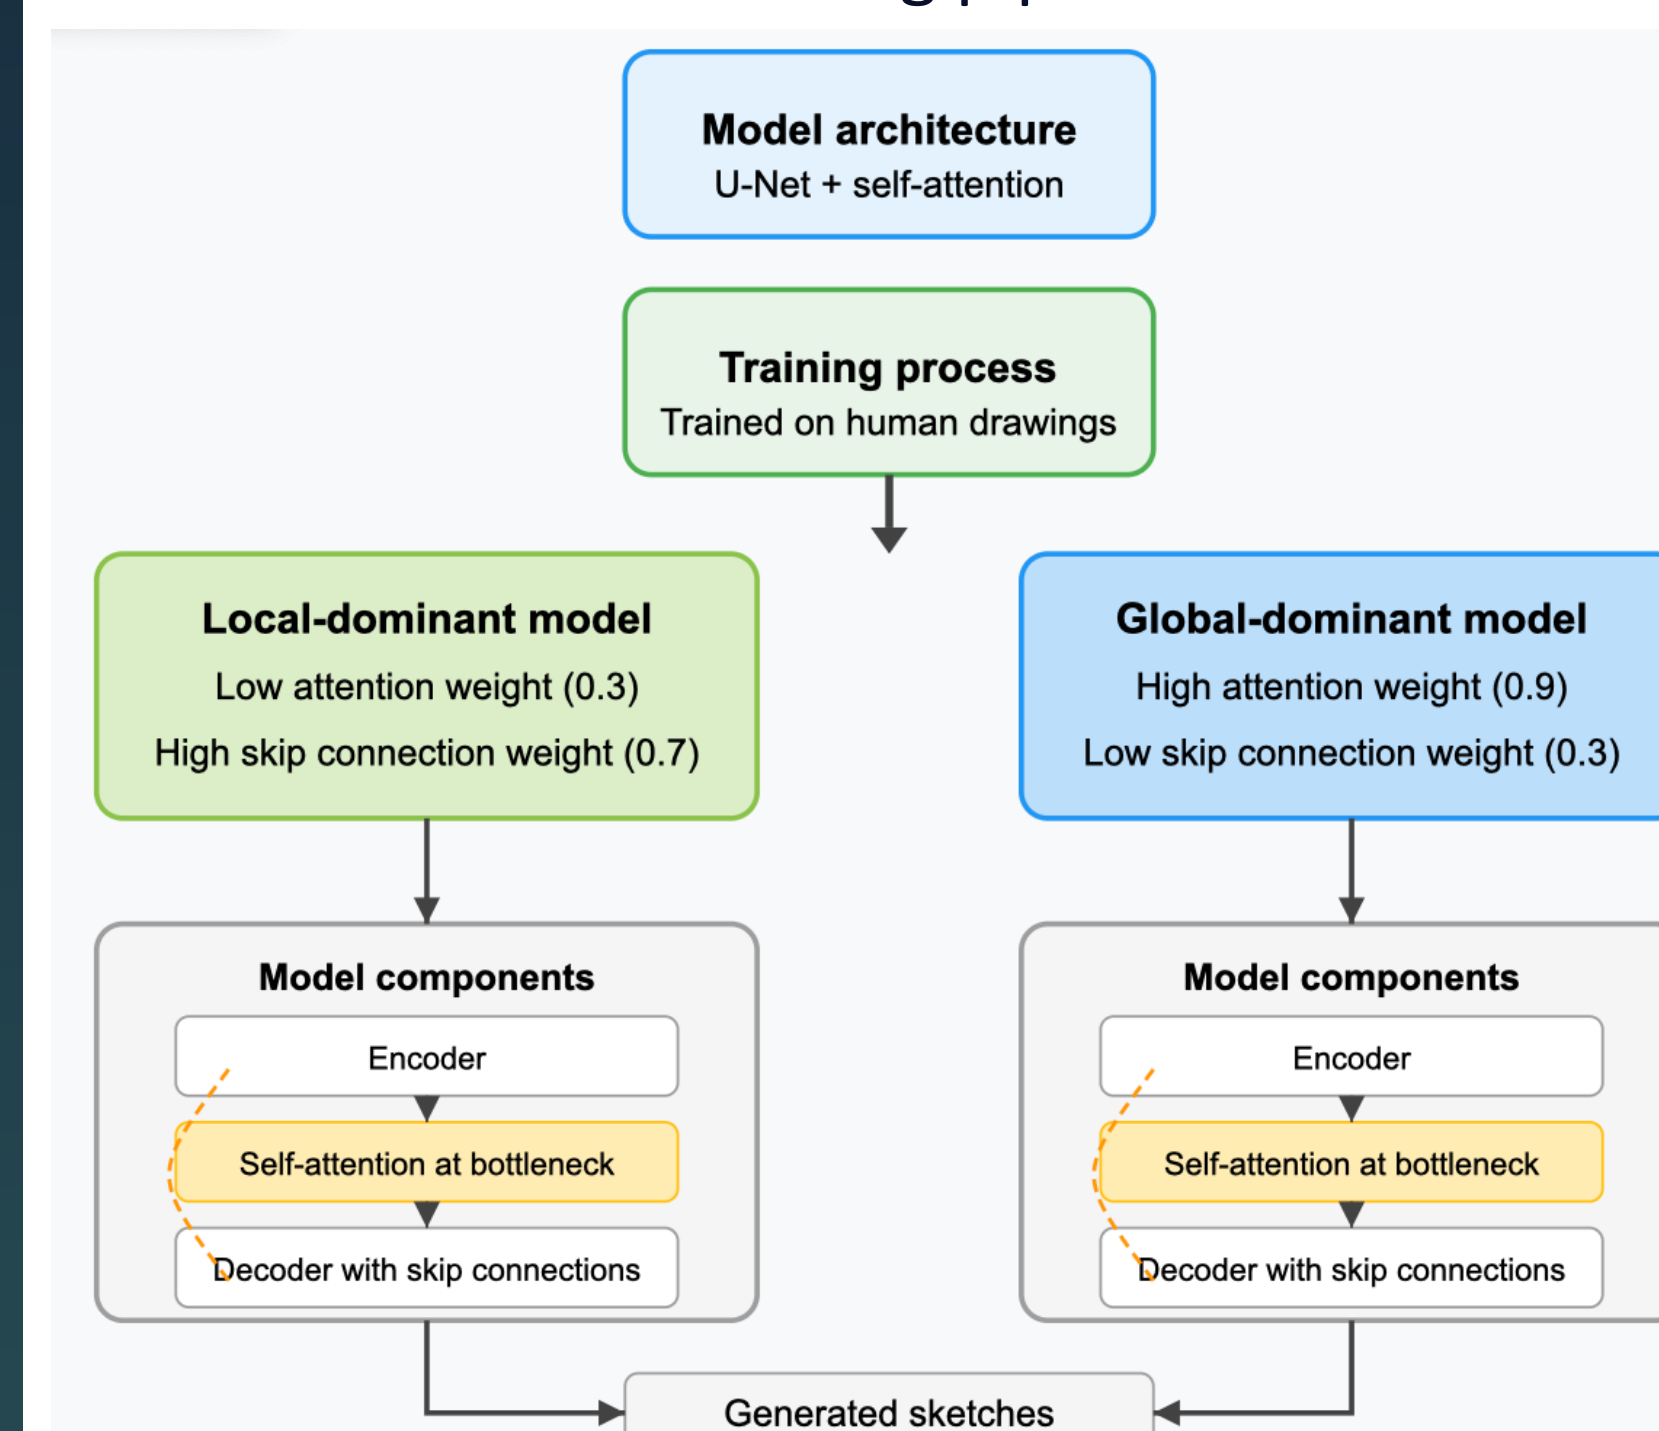 Model architecture
U-Net + self-attention
Training process
Trained on human drawings
Local-dominant model
Low attention weight (0.3)
High skip connection weight (0.7)
Global-dominant model
High attention weight (0.9)
Low skip connection weight (0.3)
Model components
Encoder
Self-attention at bottleneck
Decoder with skip connections
Model components
Encoder
Self-attention at bottleneck
Decoder with skip connections
Generated sketches